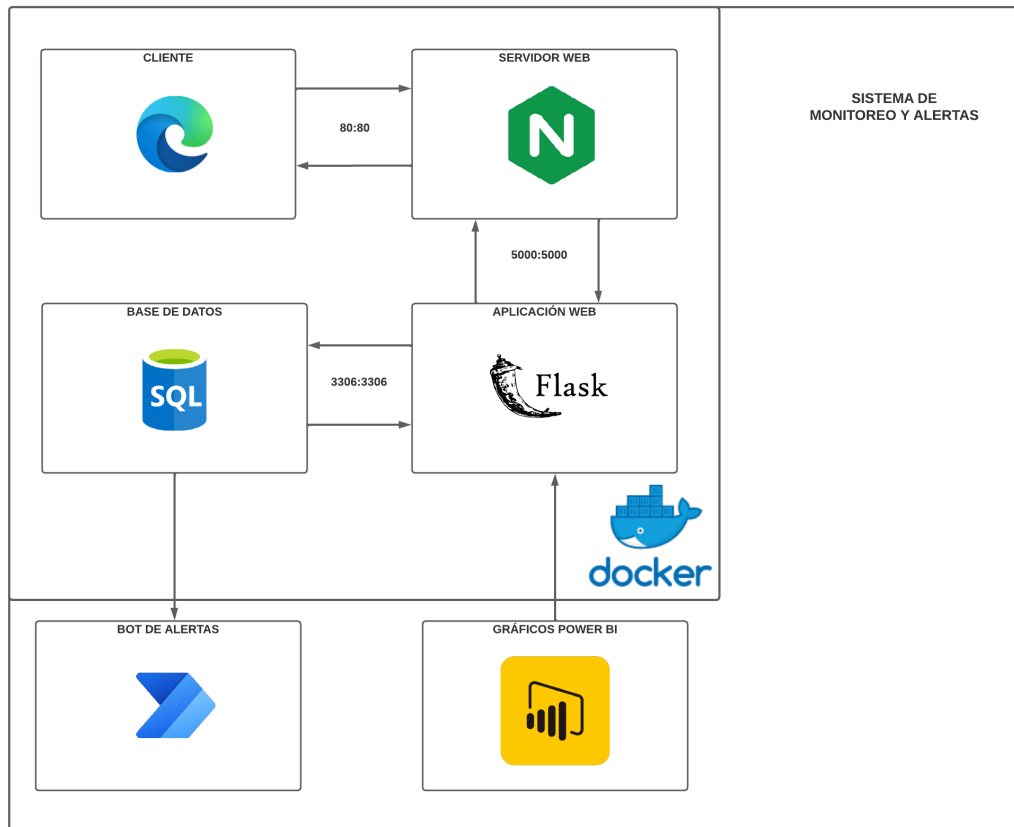 CLIENTE
SERVIDOR WEB
SISTEMA DE
MONITOREO Y ALERTAS
80:80
N
5000:5000
BASE DE DATOS
APLICACIÓN WEB
SQL
3306:3306
Flask
docker
BOT DE ALERTAS
GRÁFICOS POWER BI